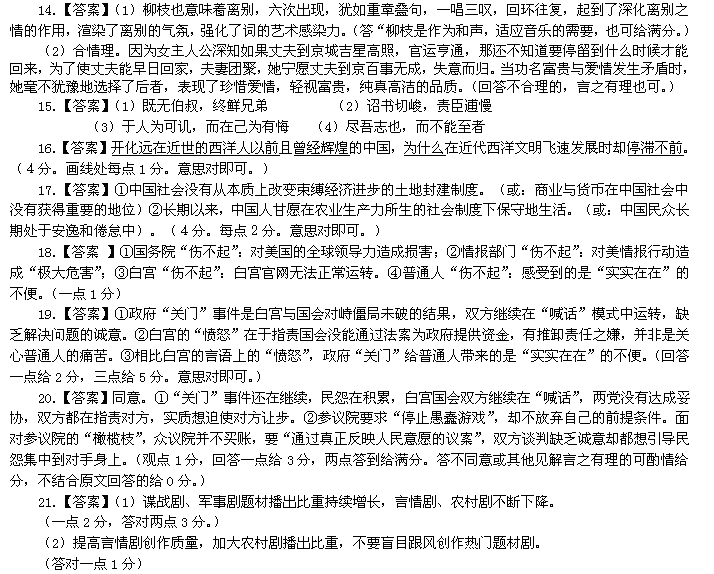 14.【答案】(1) 柳枝也意味着离别,六次出现,犹如重章叠句,一唱三叹,回环往复,起到了深化离别之
情的作用,渲染了离别的气氛,强化了词的艺术感染力。(答“柳枝是作为和声,适应音乐的需要,也可给满分。)
(2) 合情理。因为女主人公深知如果丈夫到京城吉星高照,官运亨通,那还不知道要停留到什么时候才能
回来,为了使丈夫能早日回家,夫妻团聚,她宁愿丈夫到京百事无成,失意而归。当功名富贵与爱情发生矛盾时,
她毫不犹豫地选择了后者,表现了珍惜爱情,轻视富贵,纯真高洁的品质。(回答不合理的,言之有理也可。)
15.【答案】(1) 既无伯叔,终鲜兄弟 (2) 诏书切峻,责臣逋慢
(3) 于人为可讥,而在己为有悔 (4) 尽吾志也,而不能至者
16.【答案】开化远在近世的西洋人以前且曾经辉煌的中国,为什么在近代西洋文明飞速发展时却停滞不前。
(4分。画线处每点1分。意思对即可。)
17.【答案】①中国社会没有从本质上改变束缚经济进步的土地封建制度。(或:商业与货币在中国社会中
没有获得重要的地位)②长期以来,中国人甘愿在农业生产力所生的社会制度下保守地生活。(或:中国民众长
期处于安逸和倦怠中)。(4分。每点2分。意思对即可。)
18.【答案 】①国务院“伤不起”:对美国的全球领导力造成损害;②情报部门“伤不起”:对美情报行动造
成“极大危害”;③白宫“伤不起”:白宫官网无法正常运转。④普通人“伤不起”:感受到的是“实实在在”的
不便。(一点1分)
19.【答案】①政府“关门”事件是白宫与国会对峙僵局未破的结果,双方继续在“喊话”模式中运转,缺
乏解决问题的诚意。②白宫的“愤怒”在于指责国会没能通过法案为政府提供资金,有推卸责任之嫌,并非是关
心普通人的痛苦。③相比白宫的言语上的“愤怒”,政府“关门”给普通人带来的是“实实在在”的不便。(回答
一点给2分,三点给5分。意思对即可。)
20.【答案】同意。①“关门”事件还在继续,民怨在积累,白宫国会双方继续在“喊话”,两党没有达成妥
协,双方都在指责对方,实质想迫使对方让步。②参议院要求“停止愚蠢游戏”,却不放弃自己的前提条件。面
对参议院的“橄榄枝”,众议院并不买账,要“通过真正反映人民意愿的议案”,双方谈判缺乏诚意却都想引导民
怨集中到对手身上。(观点1分,回答一点给3分,两点答到给满分。答不同意或其他见解言之有理的可酌情给
分,不结合原文回答的给0分。)
21.【答案】(1) 谍战剧、军事剧题材播出比重持续增长,言情剧、农村剧不断下降。
(一点2分,答对两点3分。)
(2) 提高言情剧创作质量,加大农村剧播出比重,不要盲目跟风创作热门题材剧。
(答对一点1分)